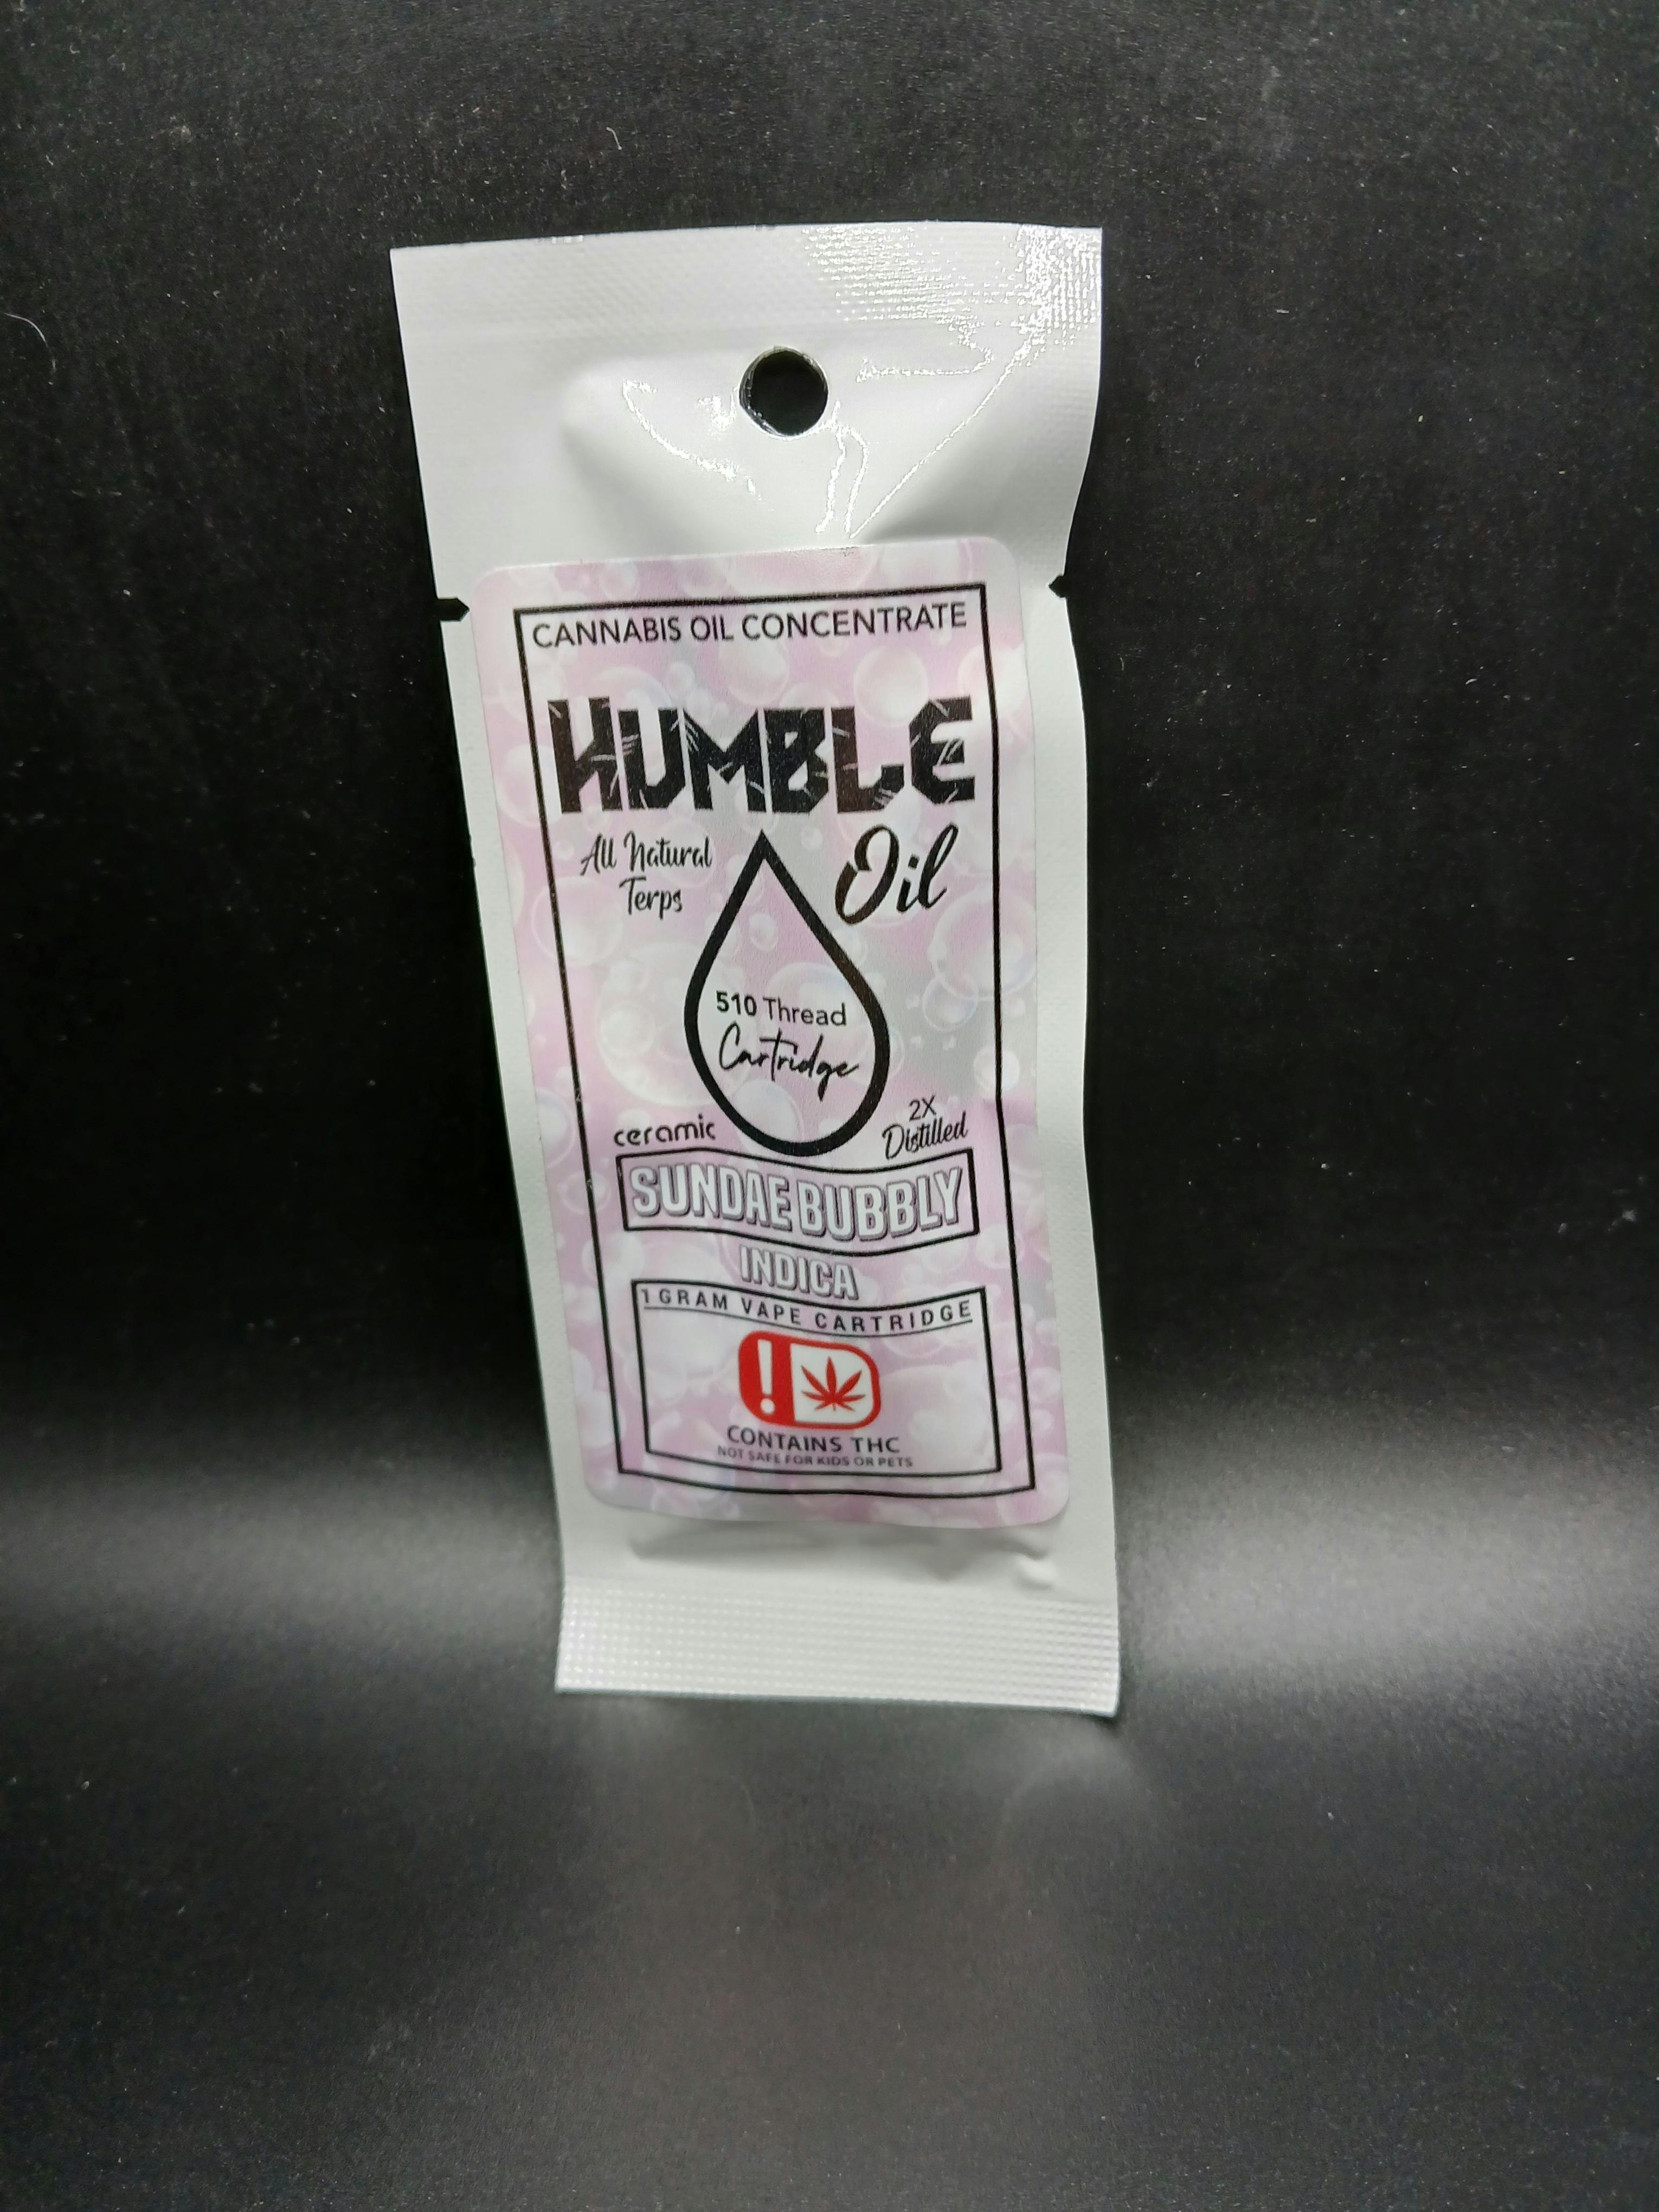 CANNABIS OIL CONCENTRATE
HUMBLE
All Natural
Terps
Oil
510 Thread
Cartridge
ceramic
2X
Distilled
SUNDAE BUBBLY
INDICA
1 GRAM VAPE CARTRIDGE
!
CONTAINS THC
NOT SAFE FOR KIDS OR PETS